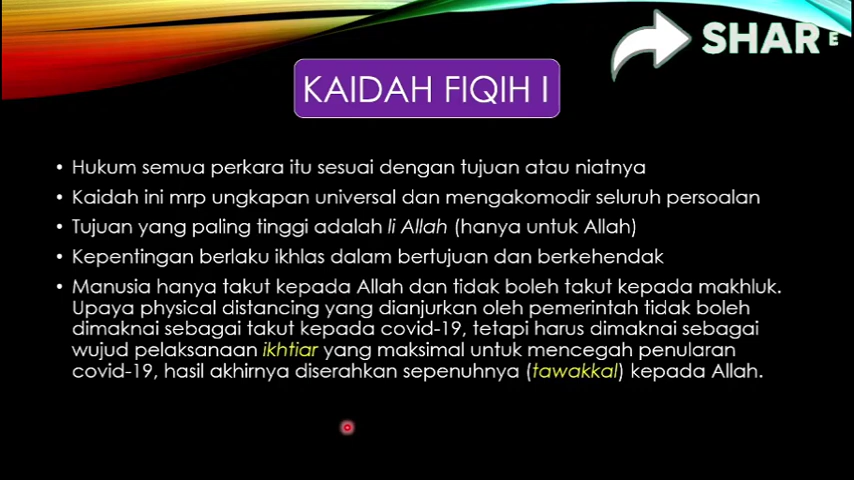 SHAR E
KAIDAH FIQIH I
• Hukum semua perkara itu sesuai dengan tujuan atau niatnya
• Kaidah ini mrp ungkapan universal dan mengakomodir seluruh persoalan
• Tujuan yang paling tinggi adalah li Allah (hanya untuk Allah)
• Kepentingan berlaku ikhlas dalam bertujuan dan berkehendak
• Manusia hanya takut kepada Allah dan tidak boleh takut kepada makhluk.
Upaya physical distancing yang dianjurkan oleh pemerintah tidak boleh
dimaknai sebagai takut kepada covid-19, tetapi harus dimaknai sebagai
wujud pelaksanaan ikhtiar yang maksimal untuk mencegah penularan
covid-19, hasil akhirnya diserahkan sepenuhnya (tawakkal) kepada Allah.